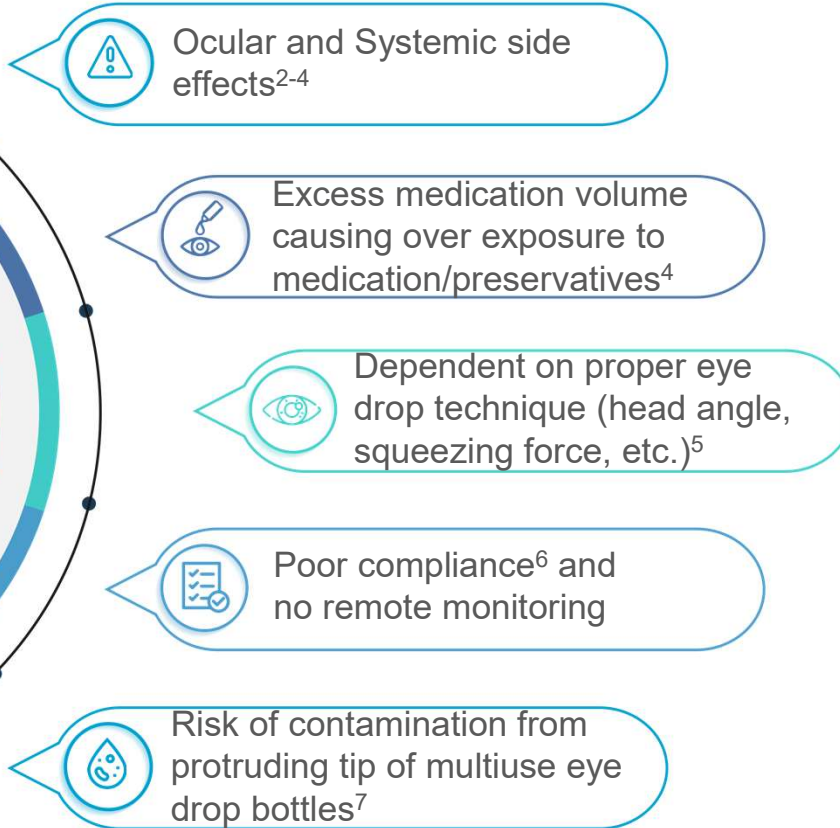 Ocular and Systemic side
effects²⁻⁴
Excess medication volume
causing over exposure to
medication/preservatives⁴
Dependent on proper eye
drop technique (head angle,
squeezing force, etc.)⁵
Poor compliance⁶ and
no remote monitoring
Risk of contamination from
protruding tip of multiuse eye
drop bottles⁷